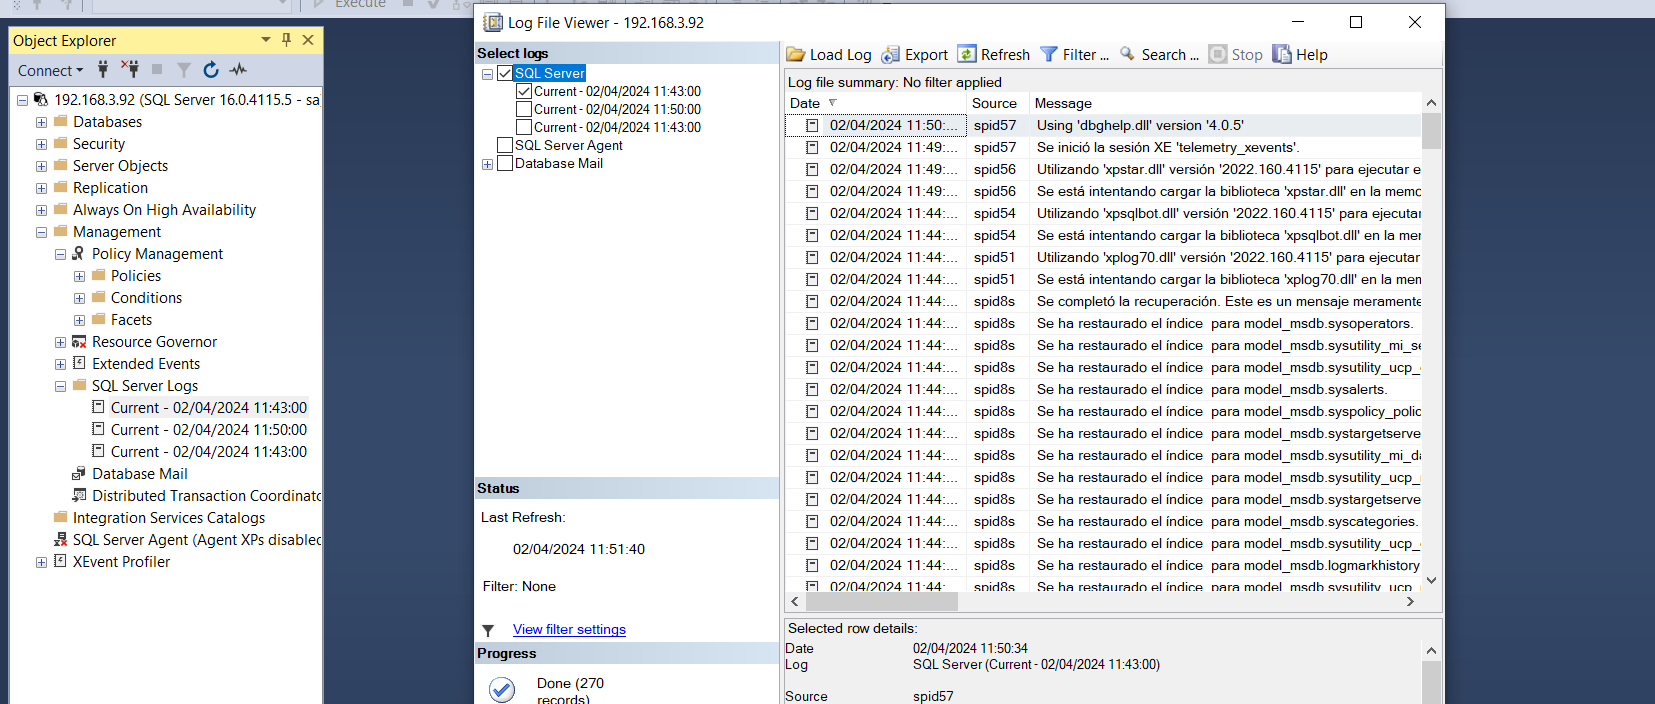 Execute
Object Explorer
Connect
192.168.3.92 (SQL Server 16.0.4115.5 - sa
Databases
Security
Server Objects
Replication
Always On High Availability
Management
Policy Management
Policies
Conditions
Facets
Resource Governor
Extended Events
SQL Server Logs
Current - 02/04/2024 11:43:00
Current - 02/04/2024 11:50:00
Current - 02/04/2024 11:43:00
Database Mail
Distributed Transaction Coordinato
Integration Services Catalogs
SQL Server Agent (Agent XPs disabled
XEvent Profiler
Log File Viewer - 192.168.3.92
Select logs
SQL Server
Current - 02/04/2024 11:43:00
Current - 02/04/2024 11:50:00
Current - 02/04/2024 11:43:00
SQL Server Agent
Database Mail
Status
Last Refresh:
02/04/2024 11:51:40
Filter: None
View filter settings
Progress
Done (270
records)
Load Log Export Refresh Filter ... Search ... Stop Help
Log file summary: No filter applied
Date Source Message
02/04/2024 11:50:... spid57 Using 'dbghelp.dll' version '4.0.5'
02/04/2024 11:49:... spid57 Se inició la sesión XE 'telemetry_xevents'.
02/04/2024 11:49:... spid56 Utilizando 'xpstar.dll' versión '2022.160.4115' para ejecutar e
02/04/2024 11:49:... spid56 Se está intentando cargar la biblioteca 'xpstar.dll' en la memo
02/04/2024 11:44:... spid54 Utilizando 'xpsqlbot.dll' versión '2022.160.4115' para ejecutar
02/04/2024 11:44:... spid54 Se está intentando cargar la biblioteca 'xpsqlbot.dll' en la mem
02/04/2024 11:44:... spid51 Utilizando 'xplog70.dll' versión '2022.160.4115' para ejecutar
02/04/2024 11:44:... spid51 Se está intentando cargar la biblioteca 'xplog70.dll' en la mem
02/04/2024 11:44:... spid8s Se completó la recuperación. Este es un mensaje meramente
02/04/2024 11:44:... spid8s Se ha restaurado el índice para model_msdb.sysoperators.
02/04/2024 11:44:... spid8s Se ha restaurado el índice para model_msdb.sysutility_mi_se
02/04/2024 11:44:... spid8s Se ha restaurado el índice para model_msdb.sysutility_ucp_
02/04/2024 11:44:... spid8s Se ha restaurado el índice para model_msdb.sysalerts.
02/04/2024 11:44:... spid8s Se ha restaurado el índice para model_msdb.syspolicy_polic
02/04/2024 11:44:... spid8s Se ha restaurado el índice para model_msdb.systargetserve
02/04/2024 11:44:... spid8s Se ha restaurado el índice para model_msdb.sysutility_mi_da
02/04/2024 11:44:... spid8s Se ha restaurado el índice para model_msdb.sysutility_ucp_
02/04/2024 11:44:... spid8s Se ha restaurado el índice para model_msdb.systargetserve
02/04/2024 11:44:... spid8s Se ha restaurado el índice para model_msdb.syscategories.
02/04/2024 11:44:... spid8s Se ha restaurado el índice para model_msdb.sysutility_ucp_
02/04/2024 11:44:... spid8s Se ha restaurado el índice para model_msdb.logmarkhistory
02/04/2024 11:44: spid8s Se ha restaurado el índice para model_msdb.sysutility_ucp_
Selected row details:
Date 02/04/2024 11:50:34
Log SQL Server (Current - 02/04/2024 11:43:00)
Source spid57